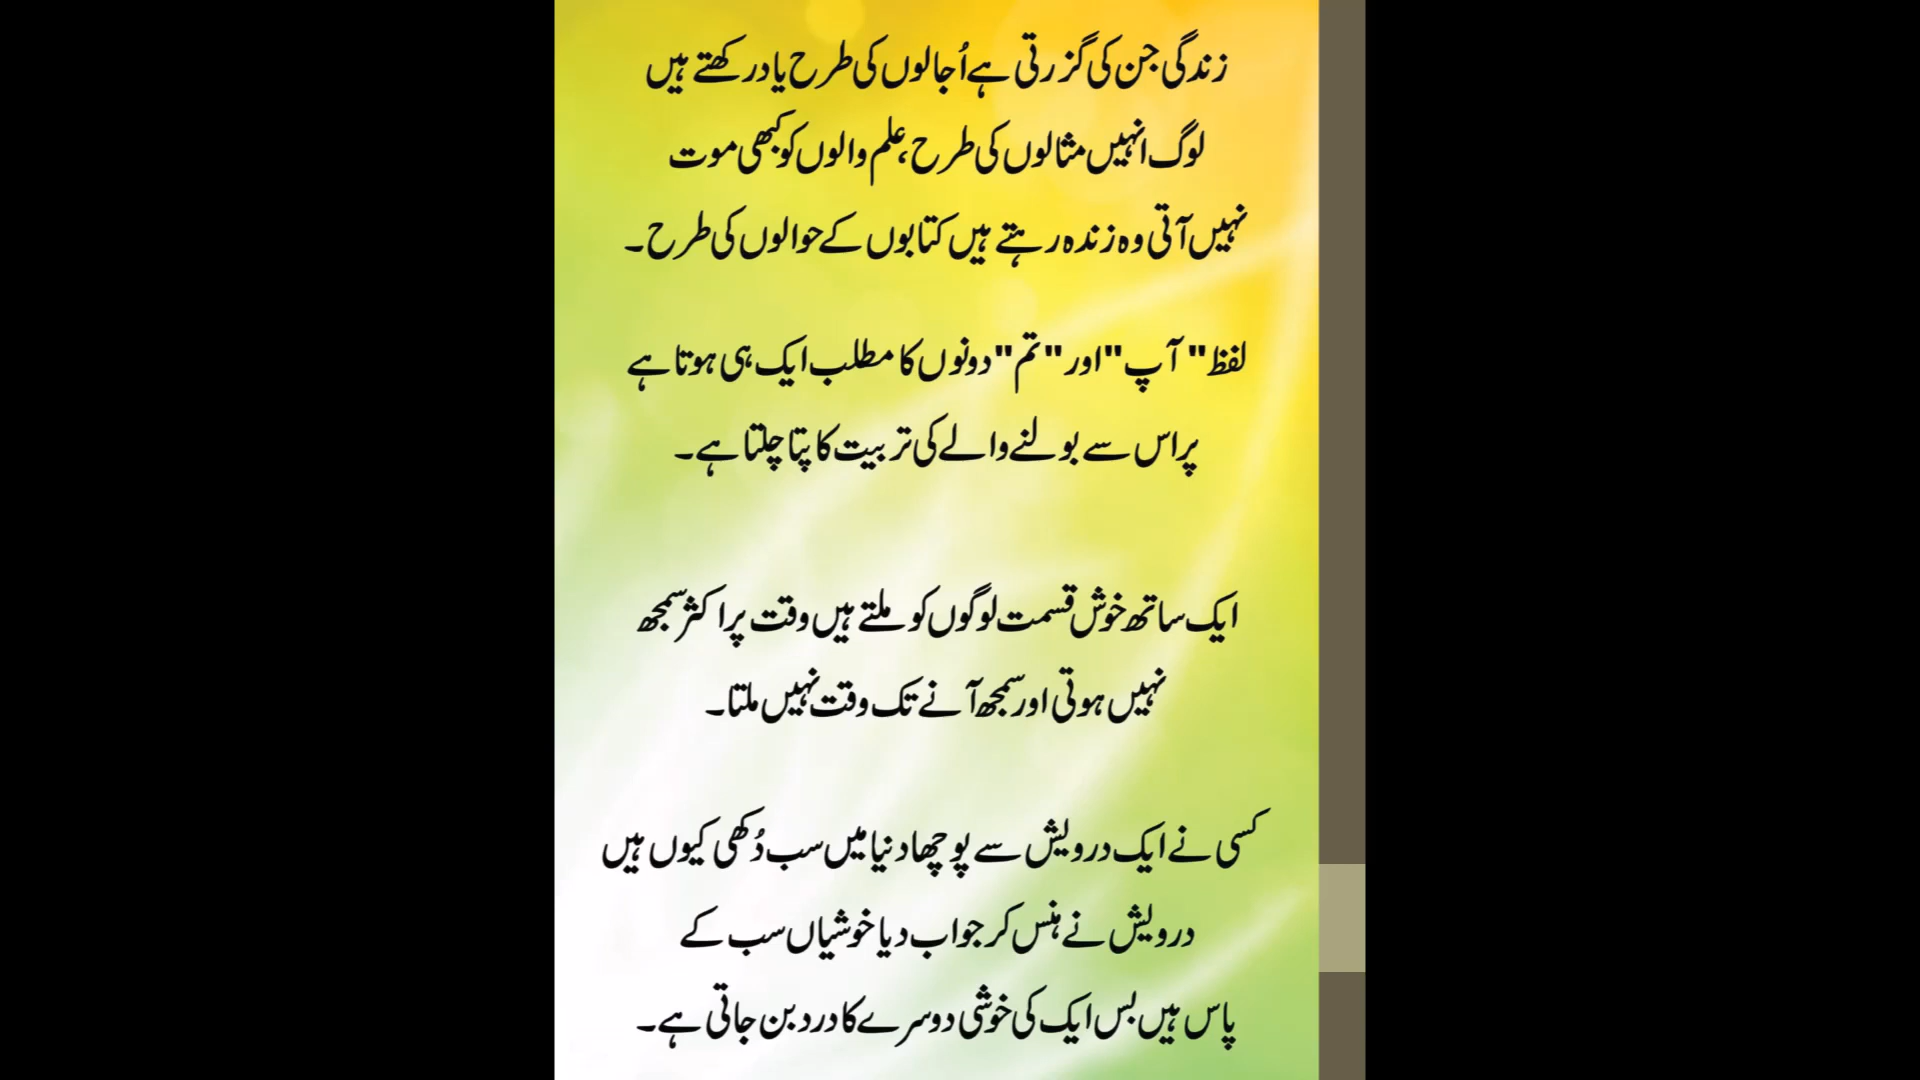 زندگی جن کی گزرتی ہے اُجالوں کی طرح یاد رکھتے ہیں
لوگ انہیں مثالوں کی طرح، علم والوں کو کبھی موت
نہیں آتی وہ زندہ رہتے ہیں کتابوں کے حوالوں کی طرح۔
لفظ "آپ" اور "تم" دونوں کا مطلب ایک ہی ہوتا ہے
پر اس سے بولنے والے کی تربیت کا پتا چلتا ہے۔
ایک ساتھ خوش قسمت لوگوں کو ملتے ہیں وقت پر اکثر سمجھ
نہیں ہوتی اور سمجھ آنے تک وقت نہیں ملتا۔
کسی نے ایک درویش سے پوچھا دنیا میں سب دُکھی کیوں ہیں
درویش نے ہنس کر جواب دیا خوشیاں سب کے
پاس ہیں بس ایک کی خوشی دوسرے کا درد بن جاتی ہے۔